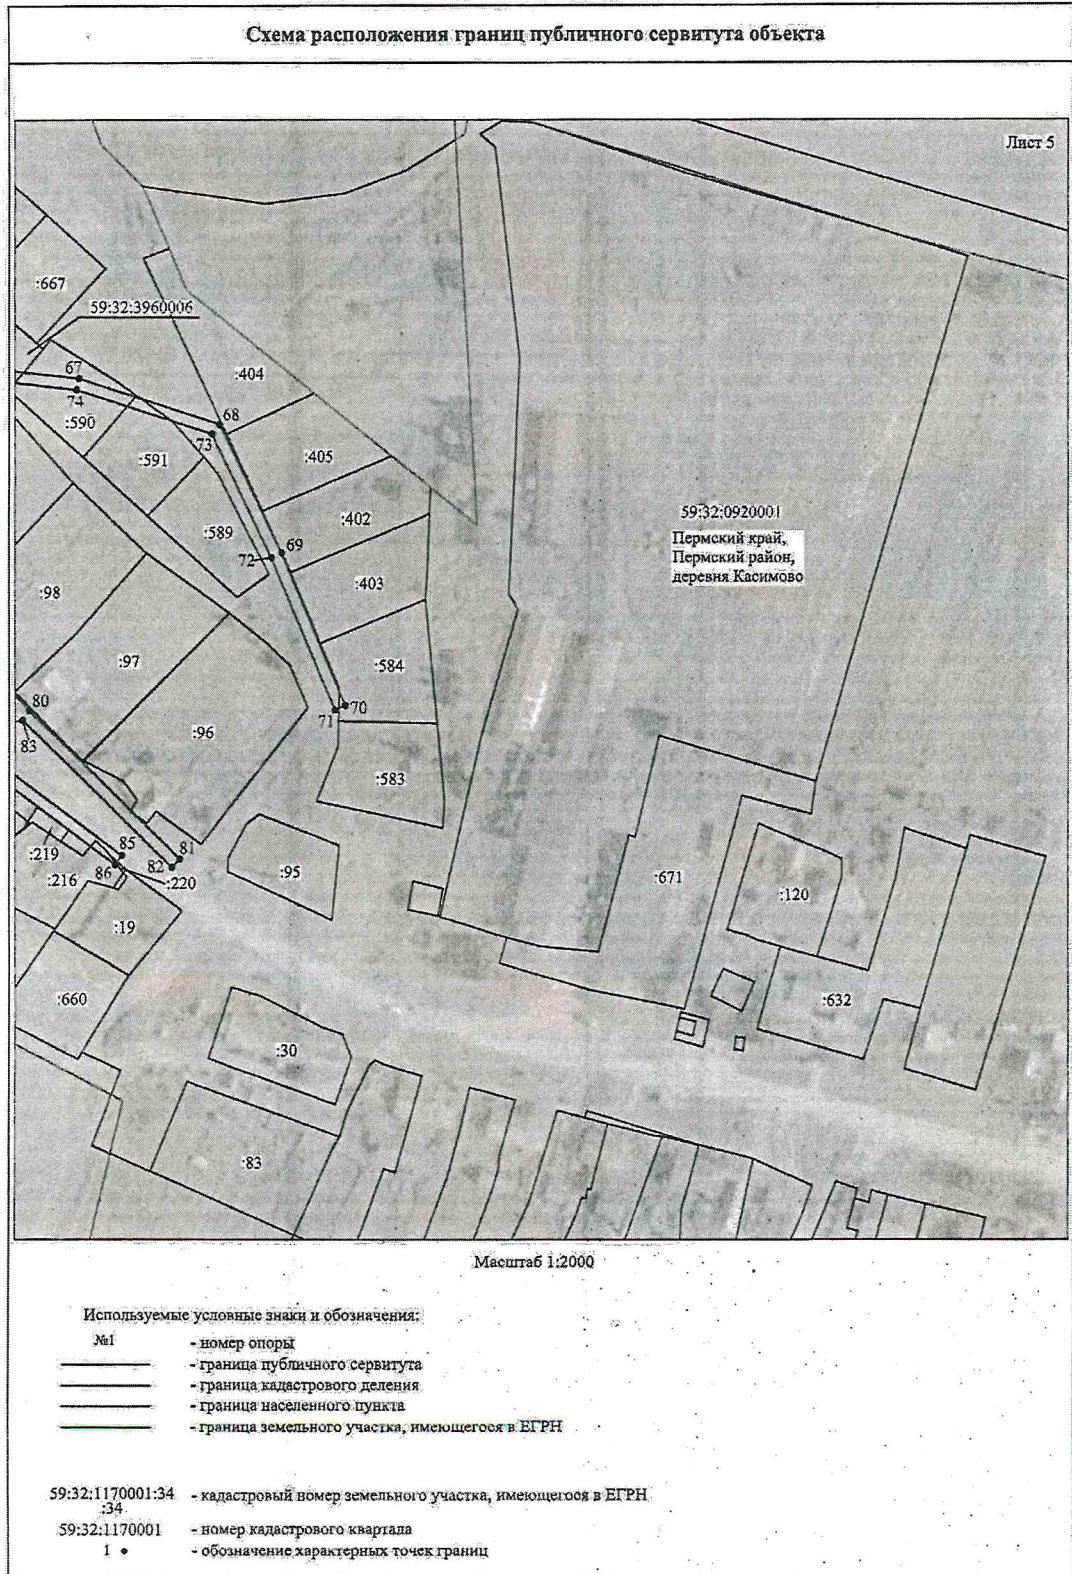 Схема расположения границ публичного сервитута объекта
Лист 5
:667
59:32:3960006
67
74
:590
:404
68
73
:591
:405
:402
59:32:0920001
Пермский край,
Пермский район,
деревня Касимово
:589
69
72
:403
:98
:97
:584
80
70
71
83
:96
:583
:219
85
81
86
82
:216
:220
:95
:671
:120
:19
:660
:632
:30
:83
Масштаб 1:2000
Используемые условные знаки и обозначения:
№1 - номер опоры
- граница публичного сервитута
- граница кадастрового деления
- граница населенного пункта
- граница земельного участка, имеющегося в ЕГРН
59:32:1170001:34 - кадастровый номер земельного участка, имеющегося в ЕГРН
:34
59:32:1170001 - номер кадастрового квартала
1 • - обозначение характерных точек границ